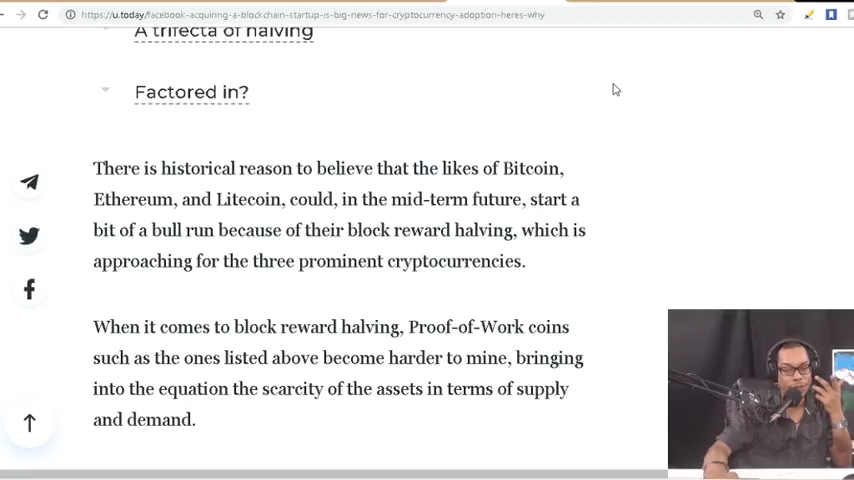 https://u.today/facebook-acquiring-a-blockchain-startup-is-big-news-for-cryptocurrency-adoption-heres-why
A trifecta of halving
Factored in?
There is historical reason to believe that the likes of Bitcoin,
Ethereum, and Litecoin, could, in the mid-term future, start a
bit of a bull run because of their block reward halving, which is
approaching for the three prominent cryptocurrencies.
When it comes to block reward halving, Proof-of-Work coins
such as the ones listed above become harder to mine, bringing
into the equation the scarcity of the assets in terms of supply
and demand.